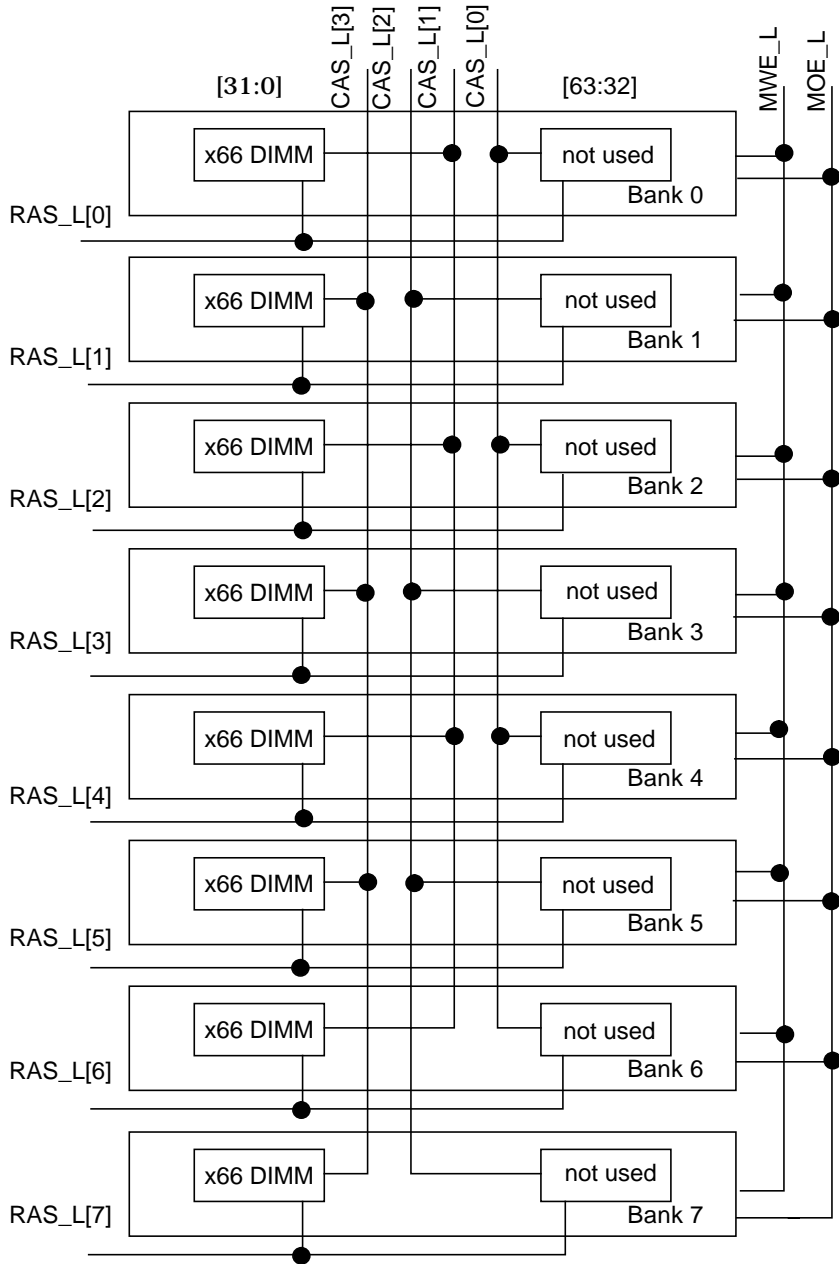 CAS_L[3]
CAS_L[2]
CAS_L[1]
CAS_L[0]
MWE_L
MOE_L
[31:0]
[63:32]
x66 DIMM
not used
Bank 0
RAS_L[0]
x66 DIMM
not used
Bank 1
RAS_L[1]
x66 DIMM
not used
Bank 2
RAS_L[2]
x66 DIMM
not used
Bank 3
RAS_L[3]
x66 DIMM
not used
Bank 4
RAS_L[4]
x66 DIMM
not used
Bank 5
RAS_L[5]
x66 DIMM
not used
Bank 6
RAS_L[6]
x66 DIMM
not used
Bank 7
RAS_L[7]